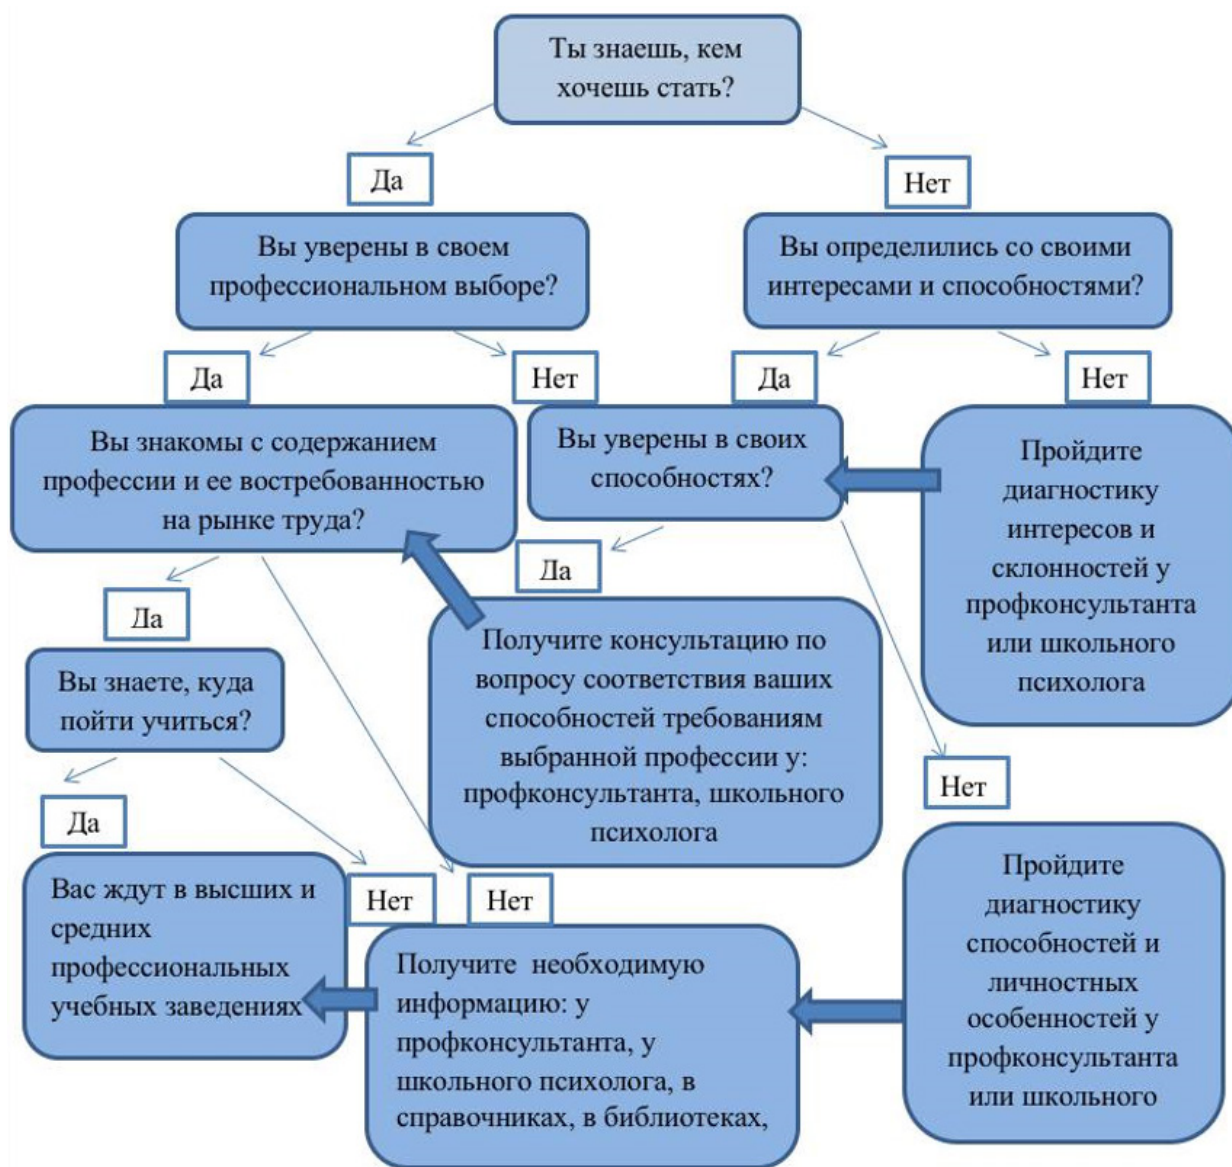 Ты знаешь, кем
хочешь стать?
Да
Нет
Вы уверены в своем
профессиональном выборе?
Вы определились со своими
интересами и способностями?
Да
Нет
Да
Нет
Вы знакомы с содержанием
профессии и ее востребованностью
на рынке труда?
Вы уверены в своих
способностях?
Пройдите
диагностику
интересов и
склонностей у
профконсультанта
или школьного
психолога
Да
Да
Получите консультацию по
вопросу соответствия ваших
способностей требованиям
выбранной профессии у:
профконсультанта, школьного
психолога
Вы знаете, куда
пойти учиться?
Нет
Да
Нет
Нет
Вас ждут в высших и
средних
профессиональных
учебных заведениях
Получите необходимую
информацию: у
профконсультанта, у
школьного психолога, в
справочниках, в библиотеках,
Пройдите
диагностику
способностей и
личностных
особенностей у
профконсультанта
или школьного